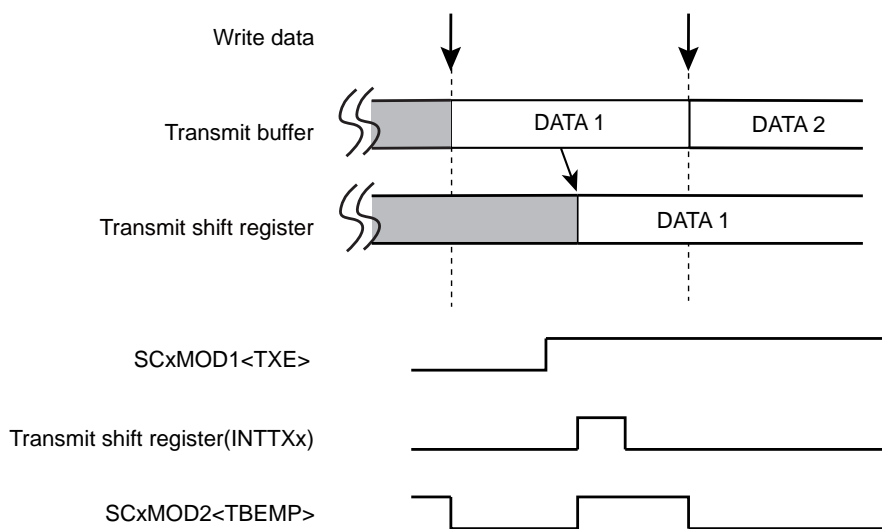 Write data
Transmit buffer
DATA 1
DATA 2
Transmit shift register
DATA 1
SCxMOD1<TXE>
Transmit shift register(INTTXx)
SCxMOD2<TBEMP>